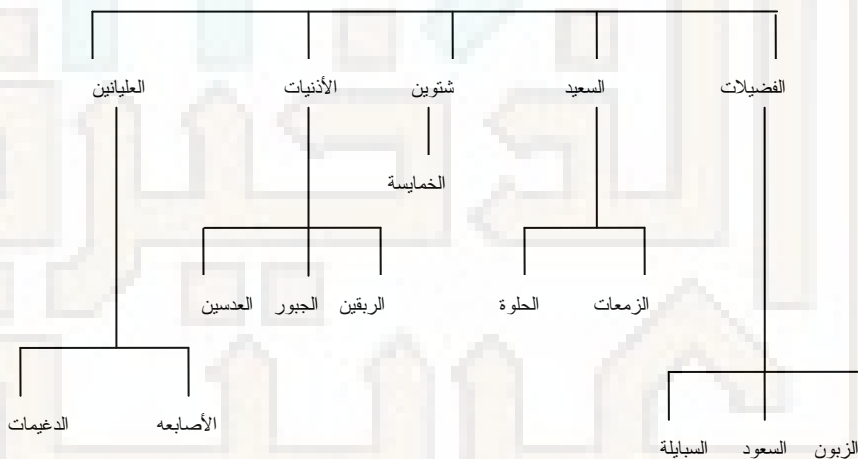 الفضيلات السعيد شتوين الأذنيات العليانين
الخمايسة
الزمعات الحلوة الربقين الجبور العدسين
الأصابعه الدغيمات
الزبون السعود السبايلة